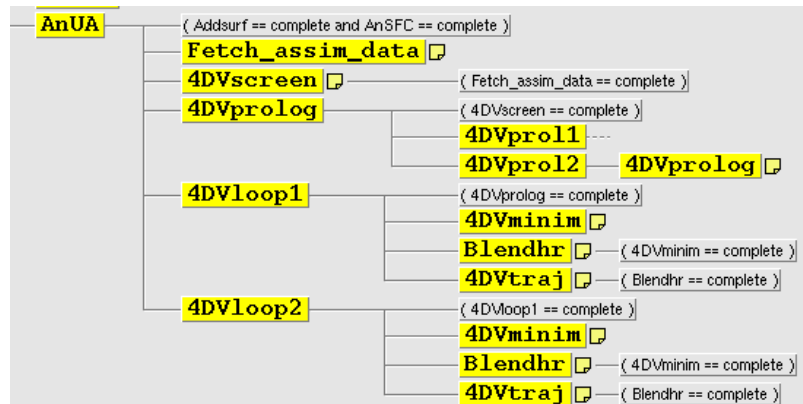 AnUA ( Addsurf == complete and AnSFC == complete )
Fetch_assim_data
4DVscreen ( Fetch_assim_data == complete )
4DVprolog ( 4DVscreen == complete )
4DVprol1
4DVprol2 4DVprolog
4DVloop1 ( 4DVprolog == complete )
4DVminim
Blendhr ( 4DVminim == complete )
4DVtraj ( Blendhr == complete )
4DVloop2 ( 4DVloop1 == complete )
4DVminim
Blendhr ( 4DVminim == complete )
4DVtraj ( Blendhr == complete )